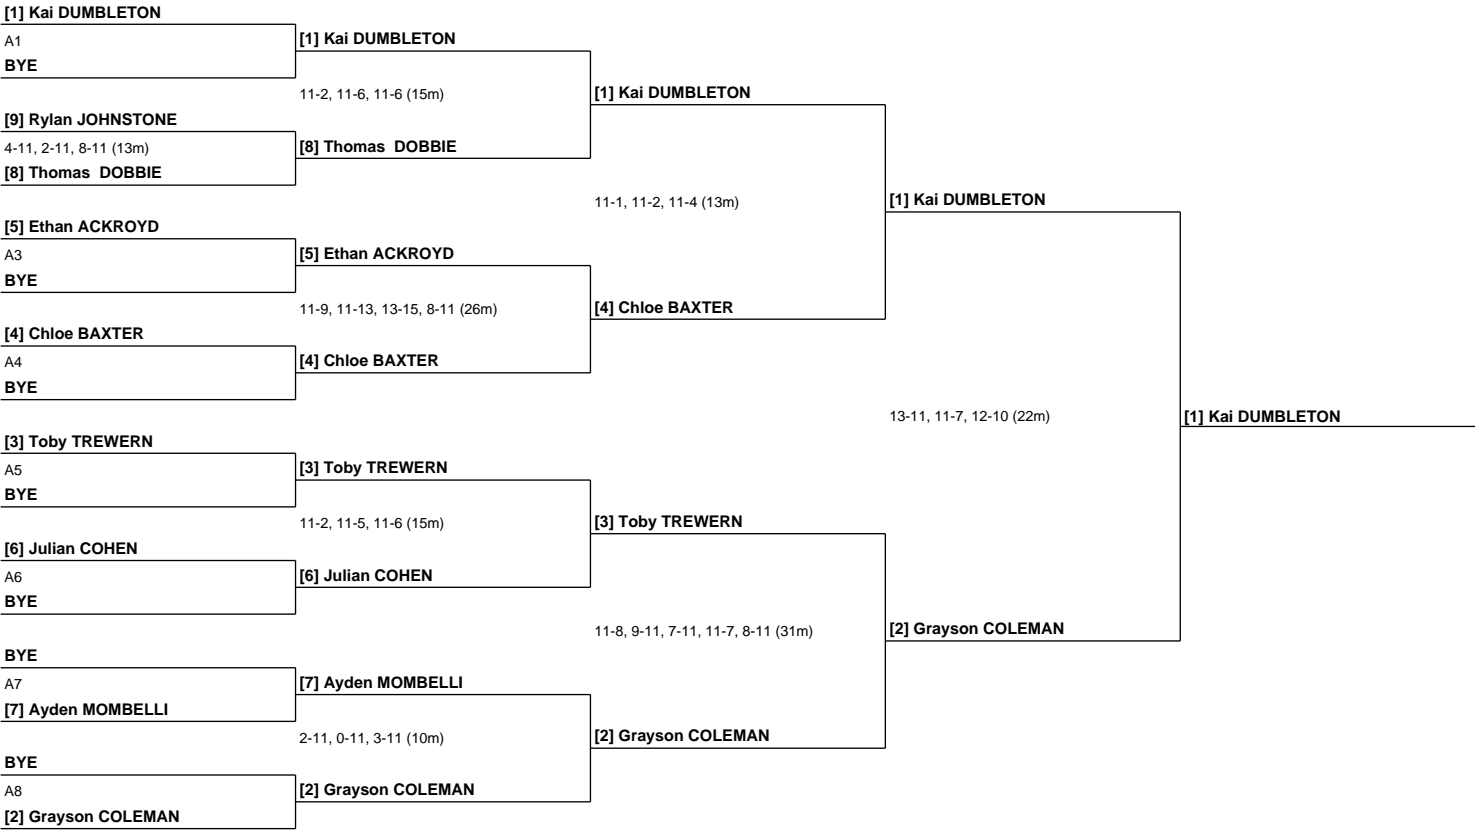 [1] Kai DUMBLETON
A1
BYE
[9] Rylan JOHNSTONE
4-11, 2-11, 8-11 (13m)
[8] Thomas  DOBBIE
[5] Ethan ACKROYD
A3
BYE
[4] Chloe BAXTER
A4
BYE
[3] Toby TREWERN
A5
BYE
[6] Julian COHEN
A6
BYE
BYE
A7
[7] Ayden MOMBELLI
BYE
A8
[2] Grayson COLEMAN
[1] Kai DUMBLETON
11-2, 11-6, 11-6 (15m)
[8] Thomas  DOBBIE
[5] Ethan ACKROYD
11-9, 11-13, 13-15, 8-11 (26m)
[4] Chloe BAXTER
[3] Toby TREWERN
11-2, 11-5, 11-6 (15m)
[6] Julian COHEN
[7] Ayden MOMBELLI
2-11, 0-11, 3-11 (10m)
[2] Grayson COLEMAN
[1] Kai DUMBLETON
11-1, 11-2, 11-4 (13m)
[4] Chloe BAXTER
[3] Toby TREWERN
11-8, 9-11, 7-11, 11-7, 8-11 (31m)
[2] Grayson COLEMAN
[1] Kai DUMBLETON
13-11, 11-7, 12-10 (22m)
[2] Grayson COLEMAN
[1] Kai DUMBLETON